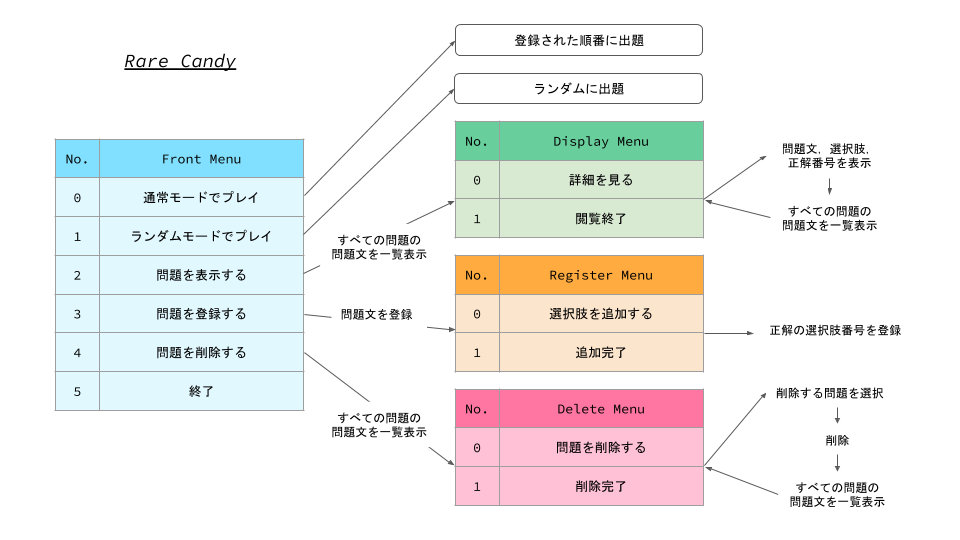 Rare Candy
No. Front Menu
0 通常モードでプレイ
1 ランダムモードでプレイ
2 問題を表示する
3 問題を登録する
4 問題を削除する
5 終了
登録された順番に出題
ランダムに出題
すべての問題の
問題文を一覧表示
No. Display Menu
0 詳細を見る
1 閲覧終了
問題文，選択肢，
正解番号を表示
すべての問題の
問題文を一覧表示
問題文を登録
No. Register Menu
0 選択肢を追加する
1 追加完了
正解の選択肢番号を登録
すべての問題の
問題文を一覧表示
No. Delete Menu
0 問題を削除する
1 削除完了
削除する問題を選択
削除
すべての問題の
問題文を一覧表示